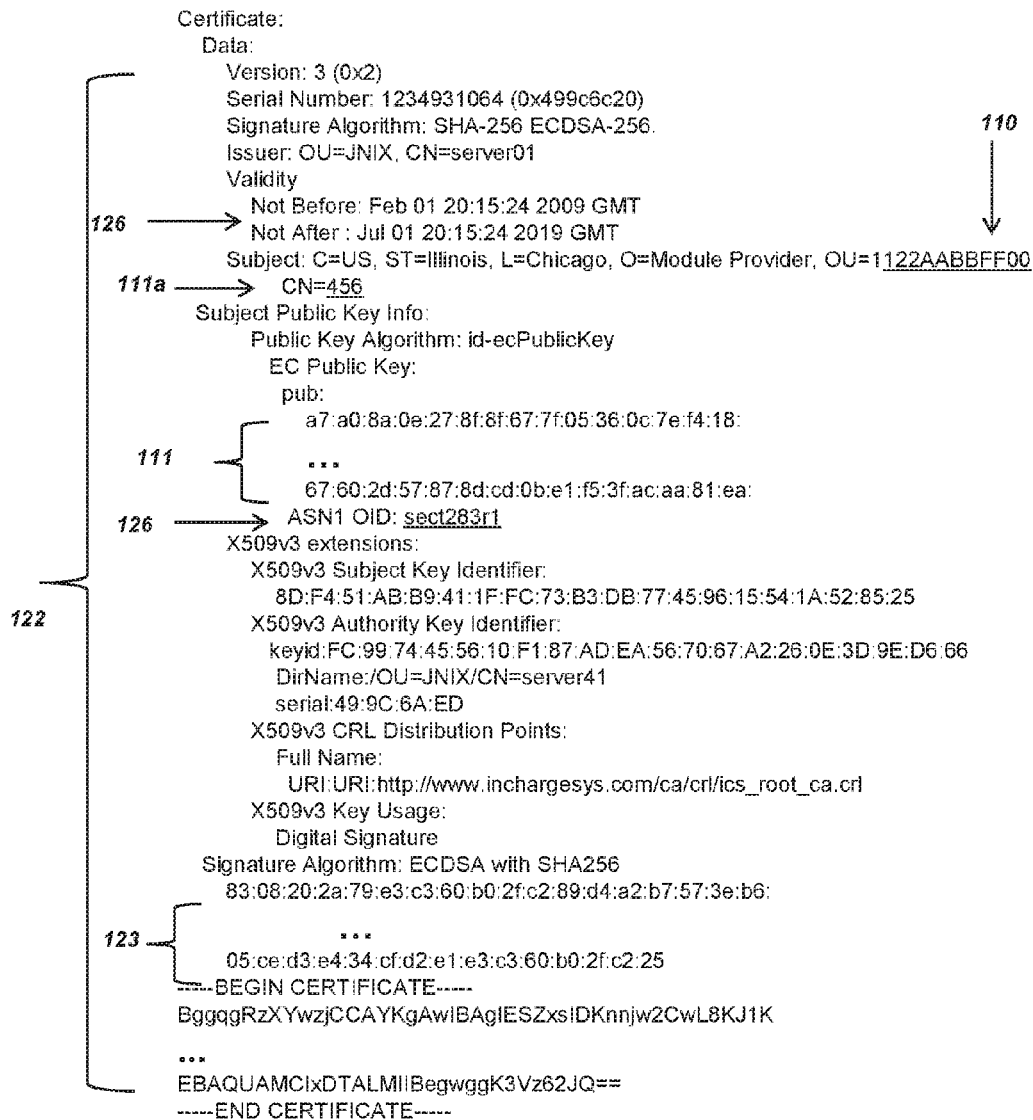 Certificate:
Data:
Version: 3 (0x2)
Serial Number: 1234931064 (0x499c6c20)
Signature Algorithm: SHA-256 ECDSA-256.
110
Issuer: OU=JNIX, CN=server01
Validity
Not Before: Feb 01 20:15:24 2009 GMT
126
Not After : Jul 01 20:15:24 2019 GMT
Subject: C=US, ST=Illinois, L=Chicago, O=Module Provider, OU=1122AABBFF00
111a
CN=456
Subject Public Key Info:
Public Key Algorithm: id-ecPublicKey
EC Public Key:
pub:
a7:a0:8a:0e:27:8f:8f:67:7f:05:36:0c:7e:f4:18:
111
...
67:60:2d:57:87:8d:cd:0b:e1:f5:3f:ac:aa:81:ea:
126
ASN1 OID: sect283r1
X509v3 extensions:
X509v3 Subject Key Identifier:
8D:F4:51:AB:B9:41:1F:FC:73:B3:DB:77:45:96:15:54:1A:52:85:25
122
X509v3 Authority Key Identifier:
keyid:FC:99:74:45:56:10:F1:87:AD:EA:56:70:67:A2:26:0E:3D:9E:D6:66
DirName:/OU=JNIX/CN=server41
serial:49:9C:6A:ED
X509v3 CRL Distribution Points:
Full Name:
URI:URI:http://www.inchargesys.com/ca/crl/ics_root_ca.crl
X509v3 Key Usage:
Digital Signature
Signature Algorithm: ECDSA with SHA256
83:08:20:2a:79:e3:c3:60:b0:2f:c2:89:d4:a2:b7:57:3e:b6:
123
...
05:ce:d3:e4:34:cf:d2:e1:e3:c3:60:b0:2f:c2:25
-----BEGIN CERTIFICATE-----
BggqgRzXYwzjCCAYKgAwIBAgIESZxsIDKnnjw2CwL8KJ1K
...
EBAQUAMCIxDTALMIIBegwggK3Vz62JQ==
-----END CERTIFICATE-----